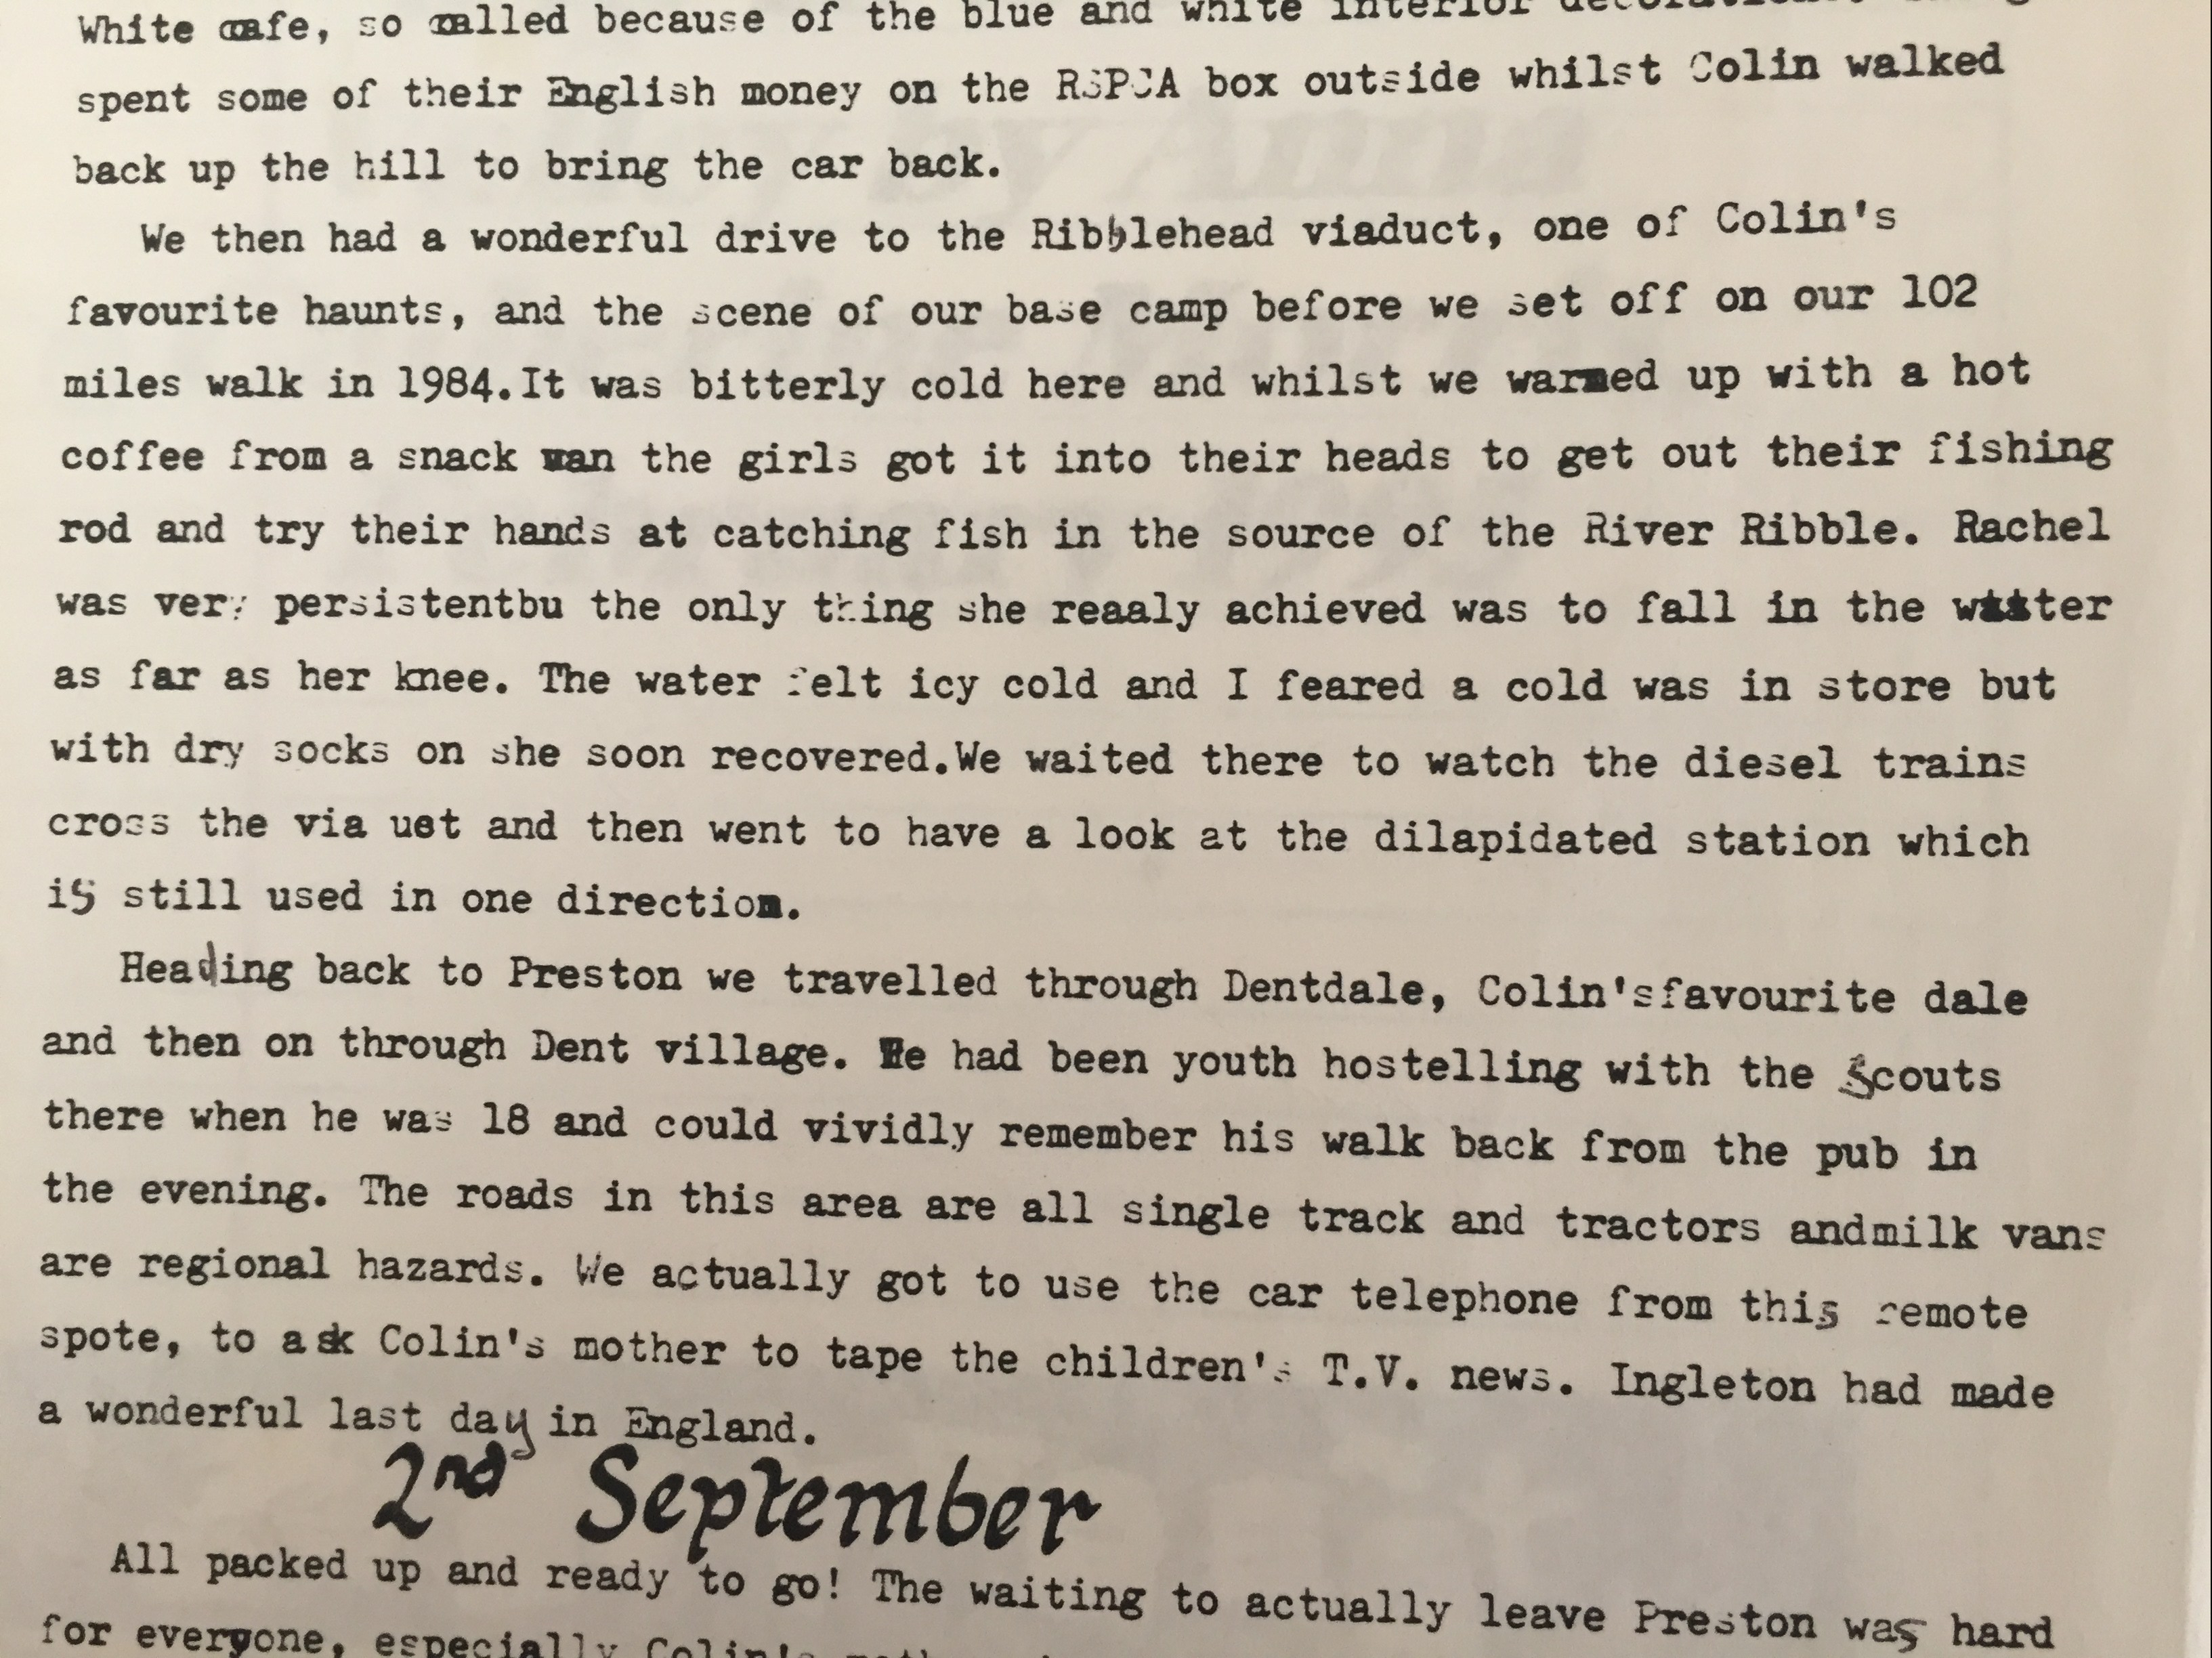 White cafe, so called because of the blue and white interior
spent some of their English money on the RSPCA box outside whilst Colin walked
back up the hill to bring the car back.
We then had a wonderful drive to the Ribblehead viaduct, one of Colin's
favourite haunts, and the scene of our base camp before we set off on our 102
miles walk in 1984.It was bitterly cold here and whilst we warmed up with a hot
coffee from a snack van the girls got it into their heads to get out their fishing
rod and try their hands at catching fish in the source of the River Ribble. Rachel
was very persistentbu the only thing she reaaly achieved was to fall in the water
as far as her knee. The water felt icy cold and I feared a cold was in store but
with dry socks on she soon recovered.We waited there to watch the diesel trains
cross the via uct and then went to have a look at the dilapidated station which
is still used in one direction.
Heading back to Preston we travelled through Dentdale, Colin'sfavourite dale
and then on through Dent village. He had been youth hostelling with the Scouts
there when he was 18 and could vividly remember his walk back from the pub in
the evening. The roads in this area are all single track and tractors andmilk vans
are regional hazards. We actually got to use the car telephone from this remote
spote, to ask Colin's mother to tape the children's T.V. news. Ingleton had made
a wonderful last day in England.
2nd September
All packed up and ready to go! The waiting to actually leave Preston was hard
for everyone, especially Colin's